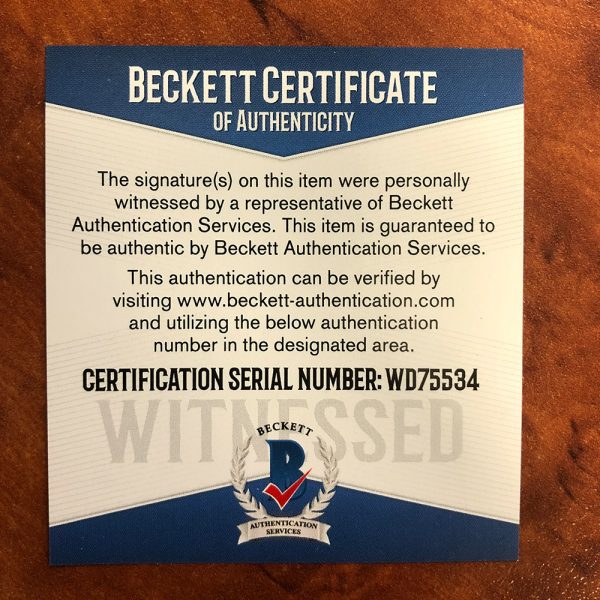 BECKETT CERTIFICATE
OF AUTHENTICITY
The signature(s) on this item were personally
witnessed by a representative of Beckett
Authentication Services. This item is guaranteed to
be authentic by Beckett Authentication Services.
This authentication can be verified by
visiting www.beckett-authentication.com
and utilizing the below authentication
number in the designated area.
CERTIFICATION SERIAL NUMBER: WD75534
WITNESSED
BECKETT
B
AUTHENTICATION
SERVICES